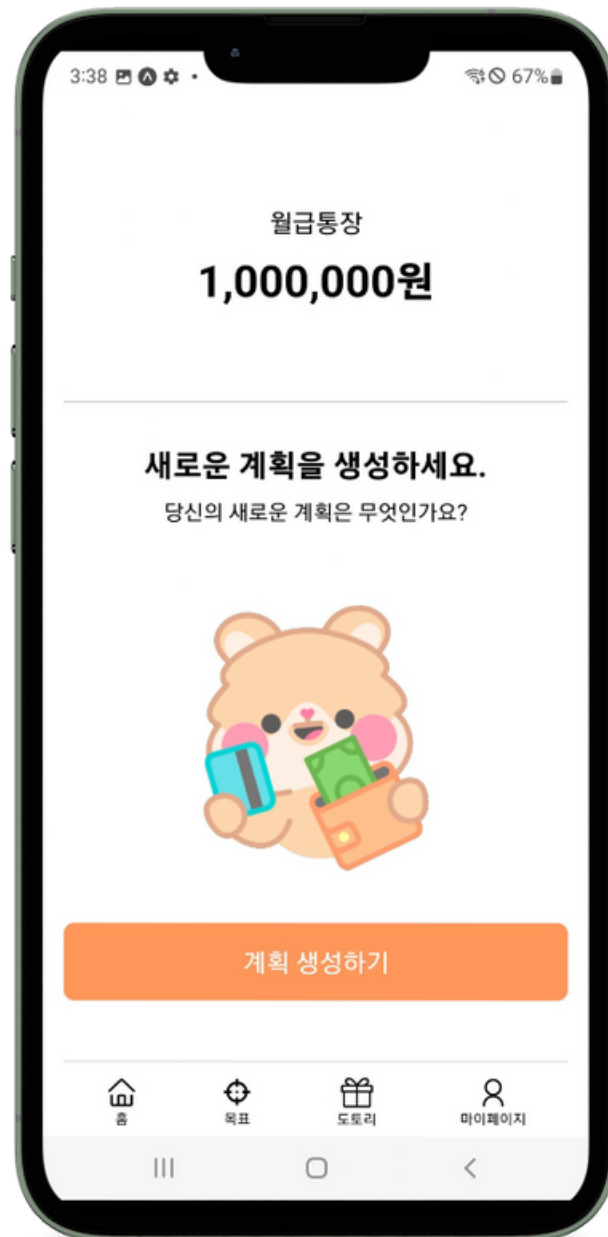 3:38
67%
월급통장
1,000,000원
새로운 계획을 생성하세요.
당신의 새로운 계획은 무엇인가요?
계획 생성하기
홈
목표
도토리
마이페이지